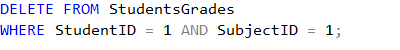 DELETE FROM StudentsGrades
WHERE StudentID = 1 AND SubjectID = 1;